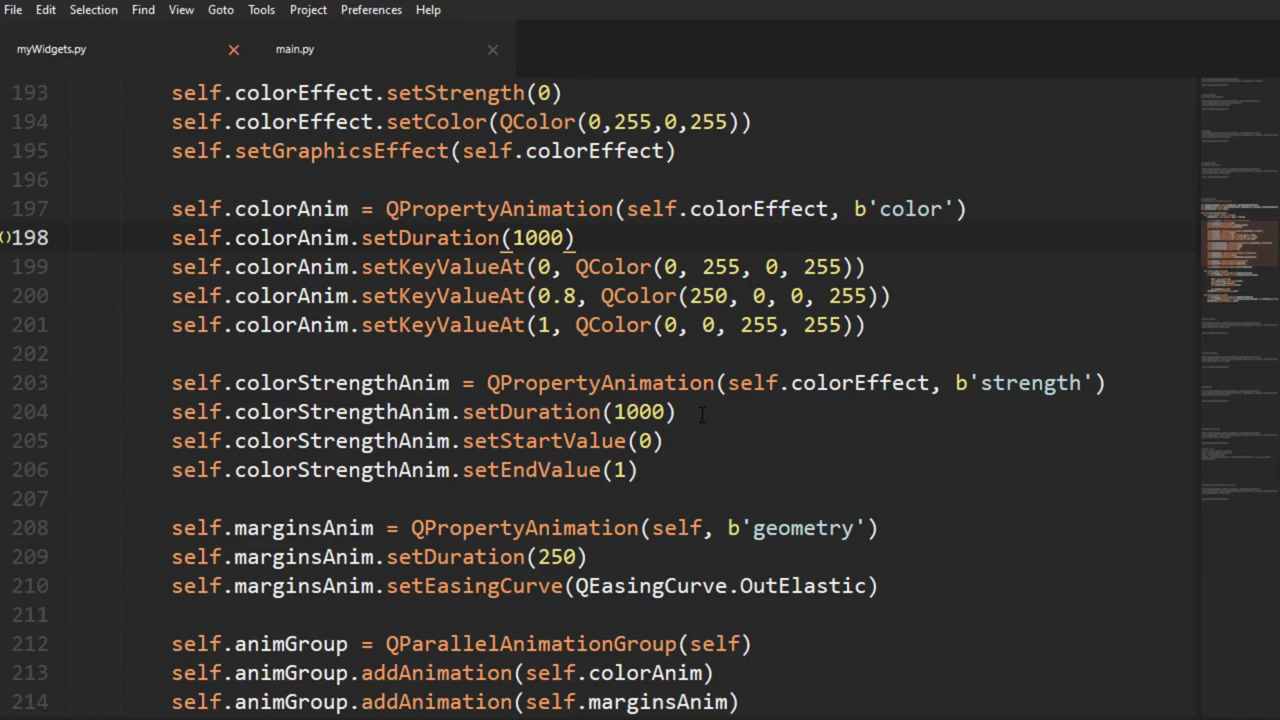 File Edit Selection Find View Goto Tools Project Preferences Help
myWidgets.py main.py
193 self.colorEffect.setStrength(0)
194 self.colorEffect.setColor(QColor(0,255,0,255))
195 self.setGraphicsEffect(self.colorEffect)
196
197 self.colorAnim = QPropertyAnimation(self.colorEffect, b'color')
198 self.colorAnim.setDuration(1000)
199 self.colorAnim.setKeyValueAt(0, QColor(0, 255, 0, 255))
200 self.colorAnim.setKeyValueAt(0.8, QColor(250, 0, 0, 255))
201 self.colorAnim.setKeyValueAt(1, QColor(0, 0, 255, 255))
202
203 self.colorStrengthAnim = QPropertyAnimation(self.colorEffect, b'strength')
204 self.colorStrengthAnim.setDuration(1000)
205 self.colorStrengthAnim.setStartValue(0)
206 self.colorStrengthAnim.setEndValue(1)
207
208 self.marginsAnim = QPropertyAnimation(self, b'geometry')
209 self.marginsAnim.setDuration(250)
210 self.marginsAnim.setEasingCurve(QEasingCurve.OutElastic)
211
212 self.animGroup = QParallelAnimationGroup(self)
213 self.animGroup.addAnimation(self.colorAnim)
214 self.animGroup.addAnimation(self.marginsAnim)